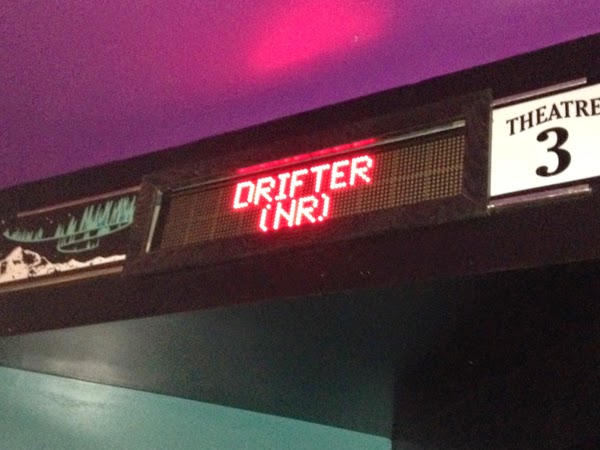 DRIFTER
(NR)
THEATRE
3